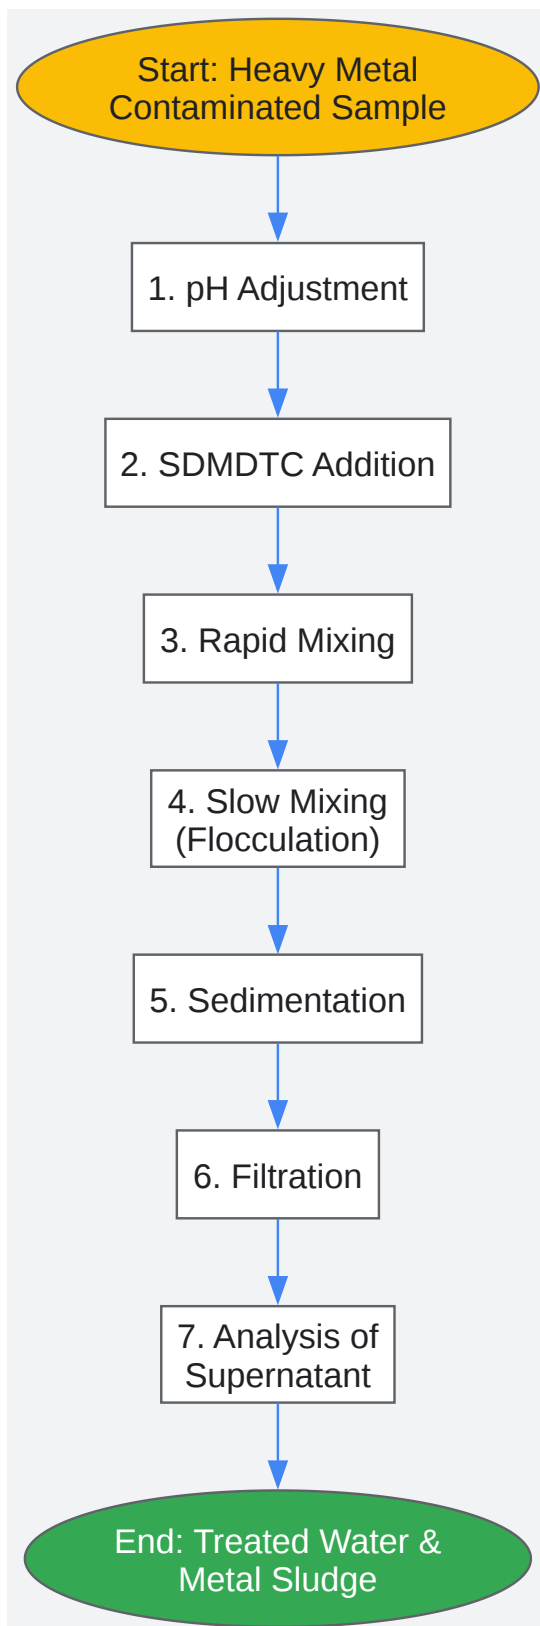 Start: Heavy Metal
Contaminated Sample
1. pH Adjustment
2. SDMDTC Addition
3. Rapid Mixing
4. Slow Mixing
(Flocculation)
5. Sedimentation
6. Filtration
7. Analysis of
Supernatant
End: Treated Water &
Metal Sludge